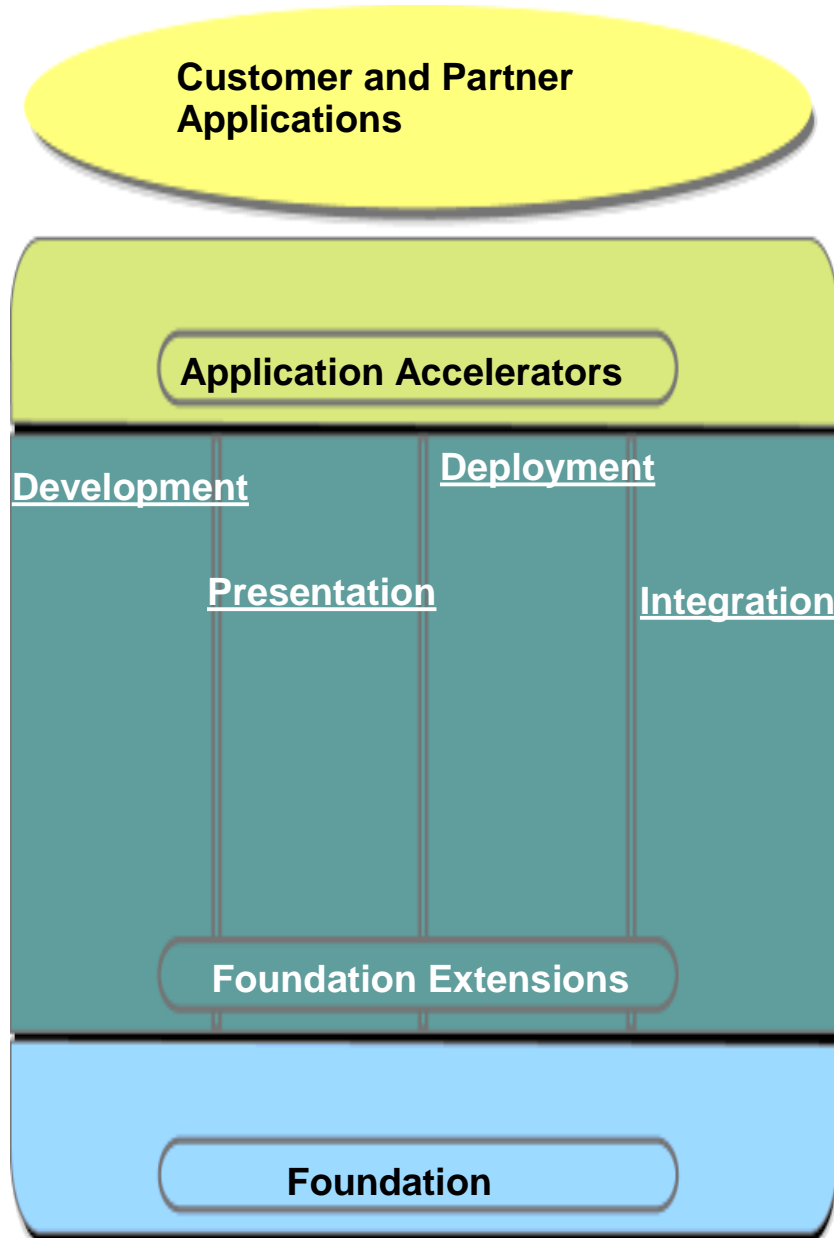 Customer and Partner
Applications
Application Accelerators
Development
Presentation
Deployment
Integration
Foundation Extensions
Foundation